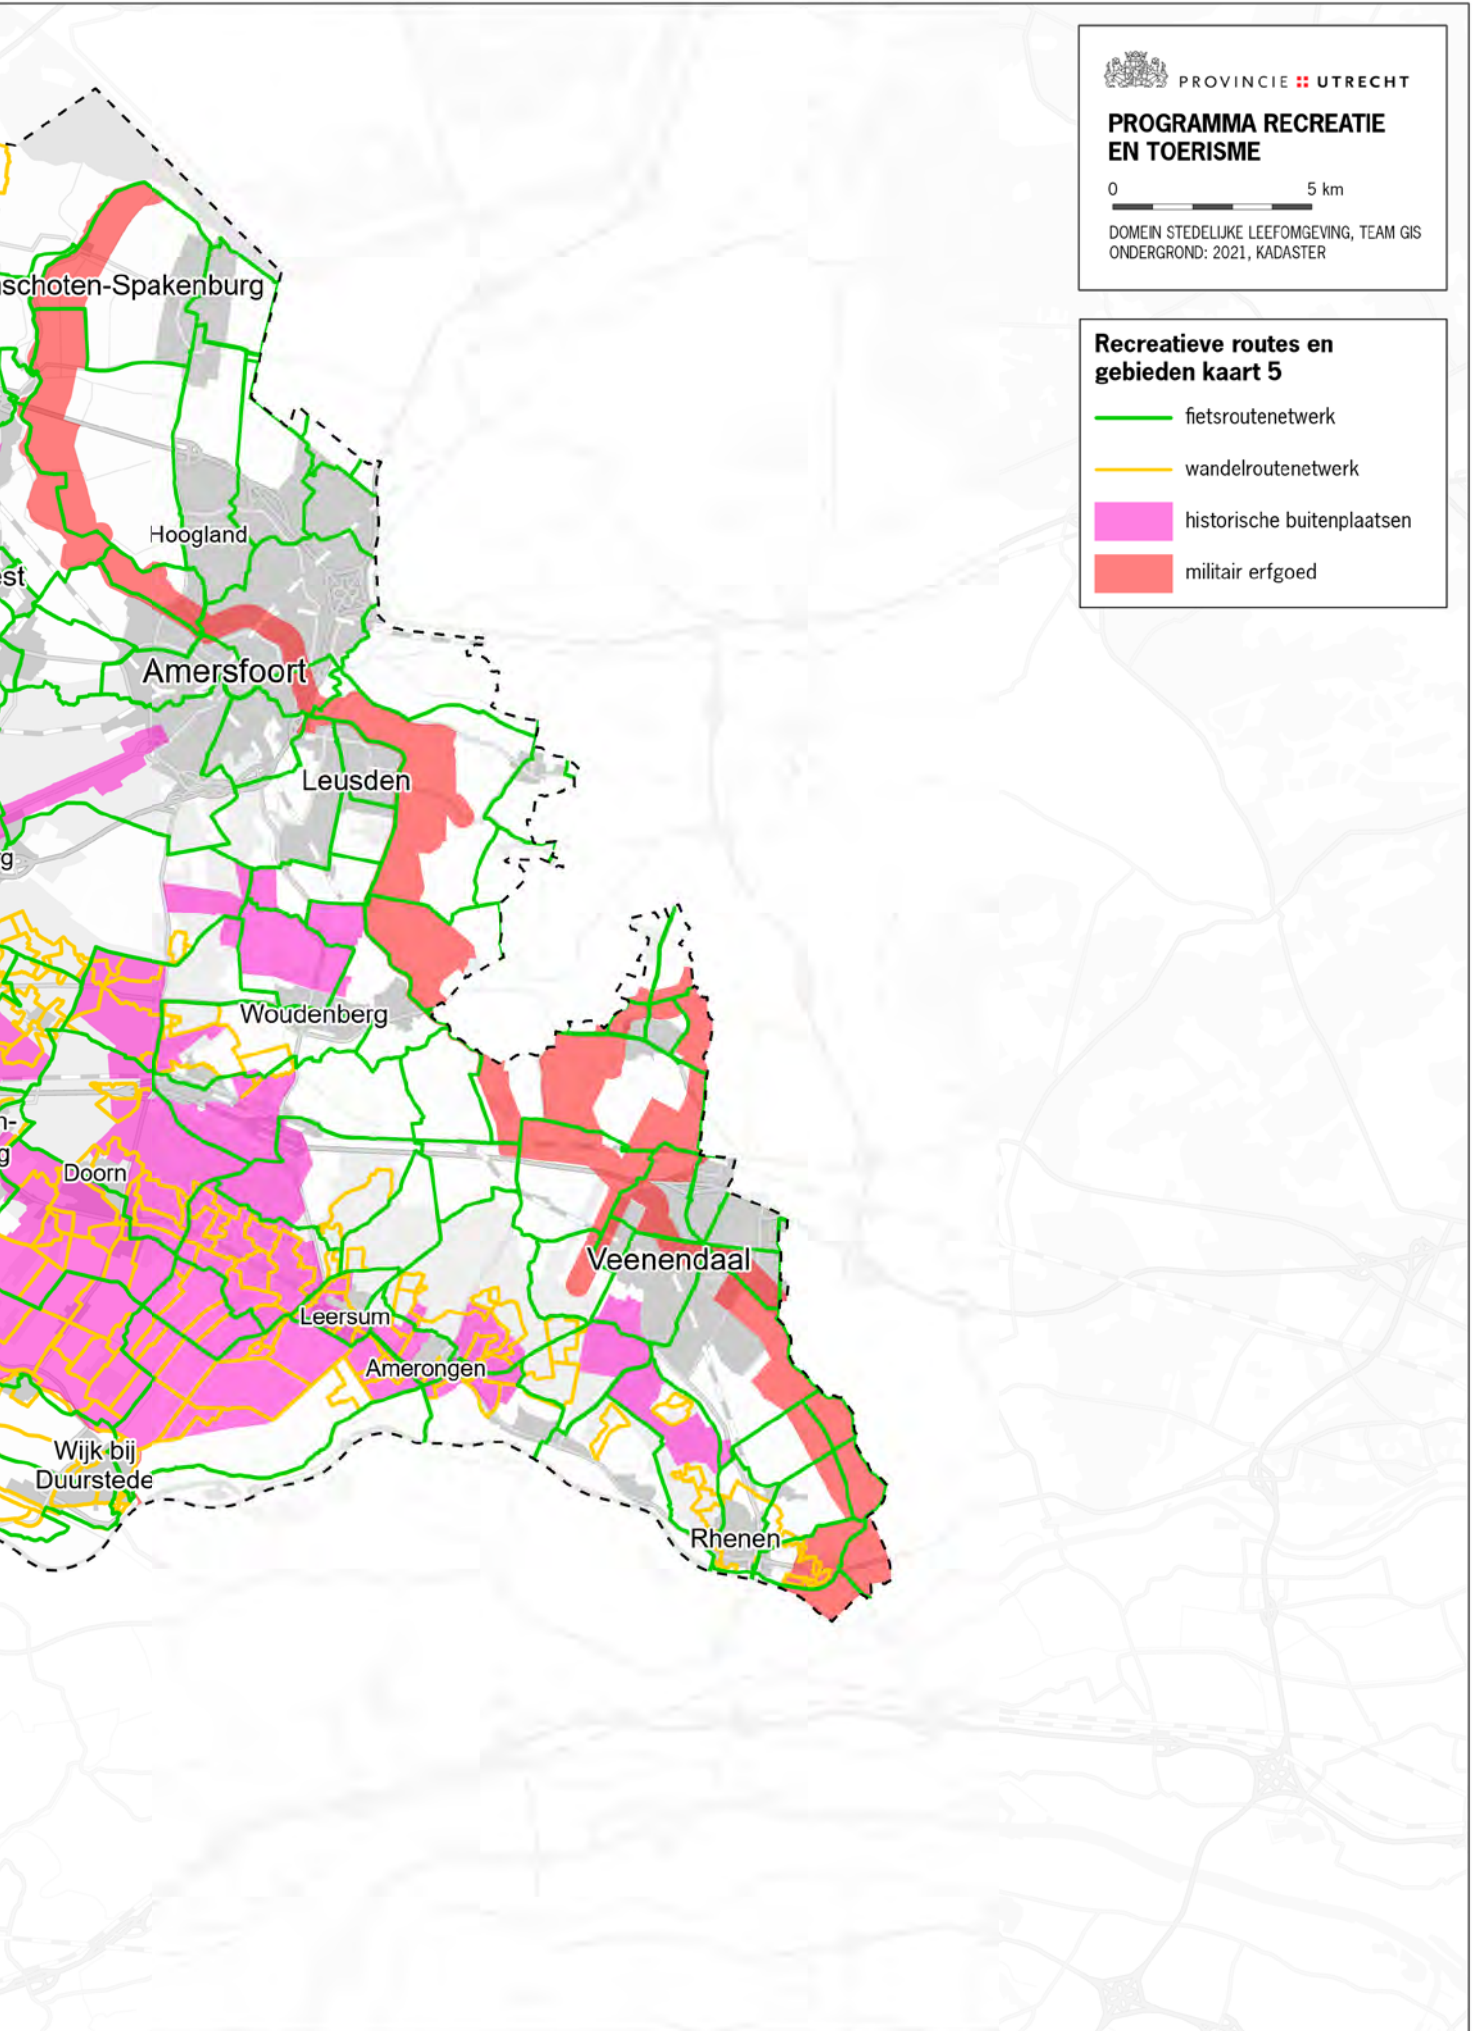 PROVINCIE UTRECHT
PROGRAMMA RECREATIE
EN TOERISME
0 5 km
DOMEIN STEDELIJKE LEEFOMGEVING, TEAM GIS
ONDERGROND: 2021, KADASTER
Recreatieve routes en
gebieden kaart 5
fietsroutenetwerk
wandelroutenetwerk
historische buitenplaatsen
militair erfgoed
schoten-Spakenburg
Hoogland
est
Amersfoort
Leusden
g
Woudenberg
n-
g
Doorn
Veenendaal
Leersum
Amerongen
Wijk bij
Duurstede
Rhenen